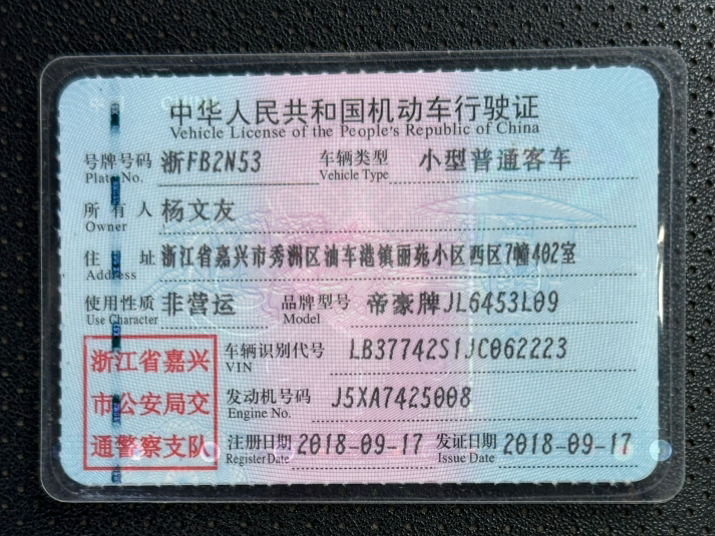 中华人民共和国机动车行驶证
Vehicle License of the People's Republic of China
号牌号码 浙FB2N53 车辆类型 小型普通客车
Plate No. Vehicle Type
所有人 杨文友
Owner
住址 浙江省嘉兴市秀洲区油车港镇丽苑小区西区7幢402室
Address
使用性质 非营运 品牌型号 帝豪牌JL6453L09
Use Character Model
浙江省嘉兴
市公安局交
通警察支队
车辆识别代号 LB37742S1JC062223
VIN
发动机号码 J5XA7425008
Engine No.
注册日期 2018-09-17 发证日期 2018-09-17
Register Date Issue Date